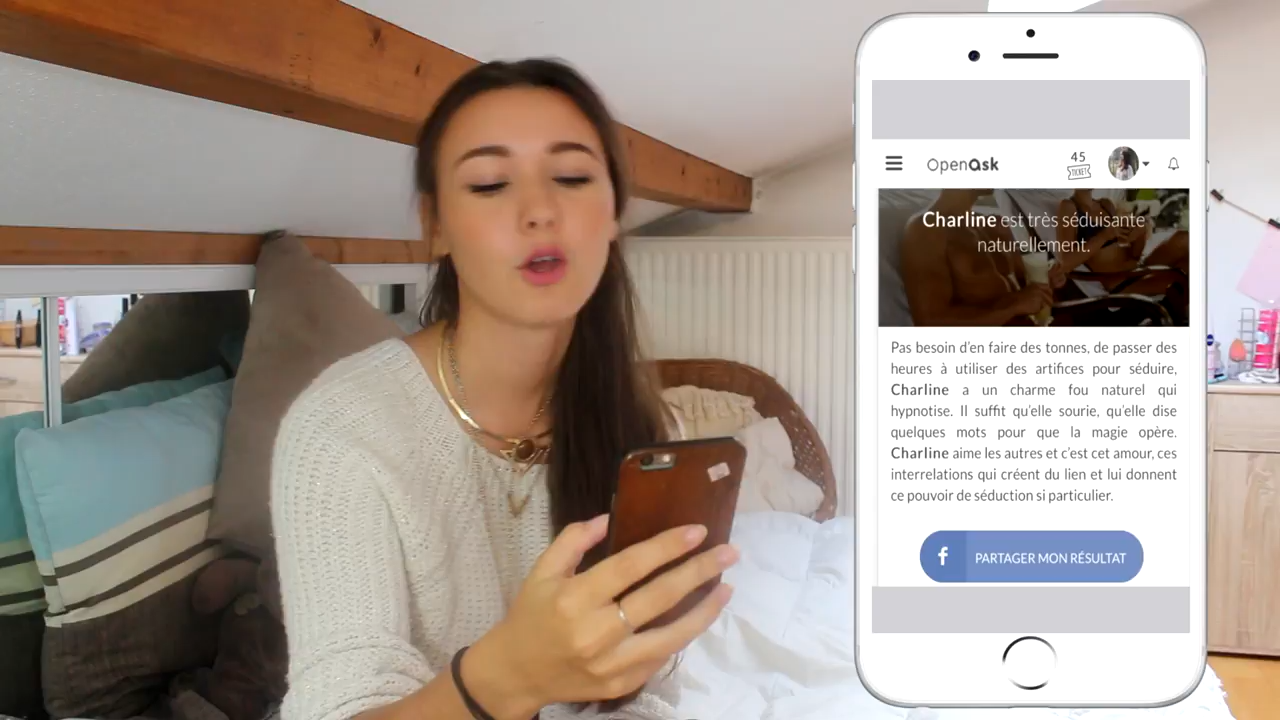 OpenAsk
45
TICKET
Charline est très séduisante
naturellement.
Pas besoin d'en faire des tonnes, de passer des
heures à utiliser des artifices pour séduire,
Charline a un charme fou naturel qui
hypnotise. Il suffit qu'elle sourie, qu'elle dise
quelques mots pour que la magie opère.
Charline aime les autres et c'est cet amour, ces
interrelations qui créent du lien et lui donnent
ce pouvoir de séduction si particulier.
f PARTAGER MON RÉSULTAT